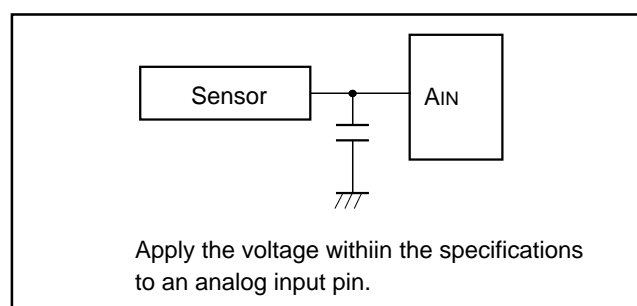 Sensor
AIN
Apply the voltage withiin the specifications
to an analog input pin.